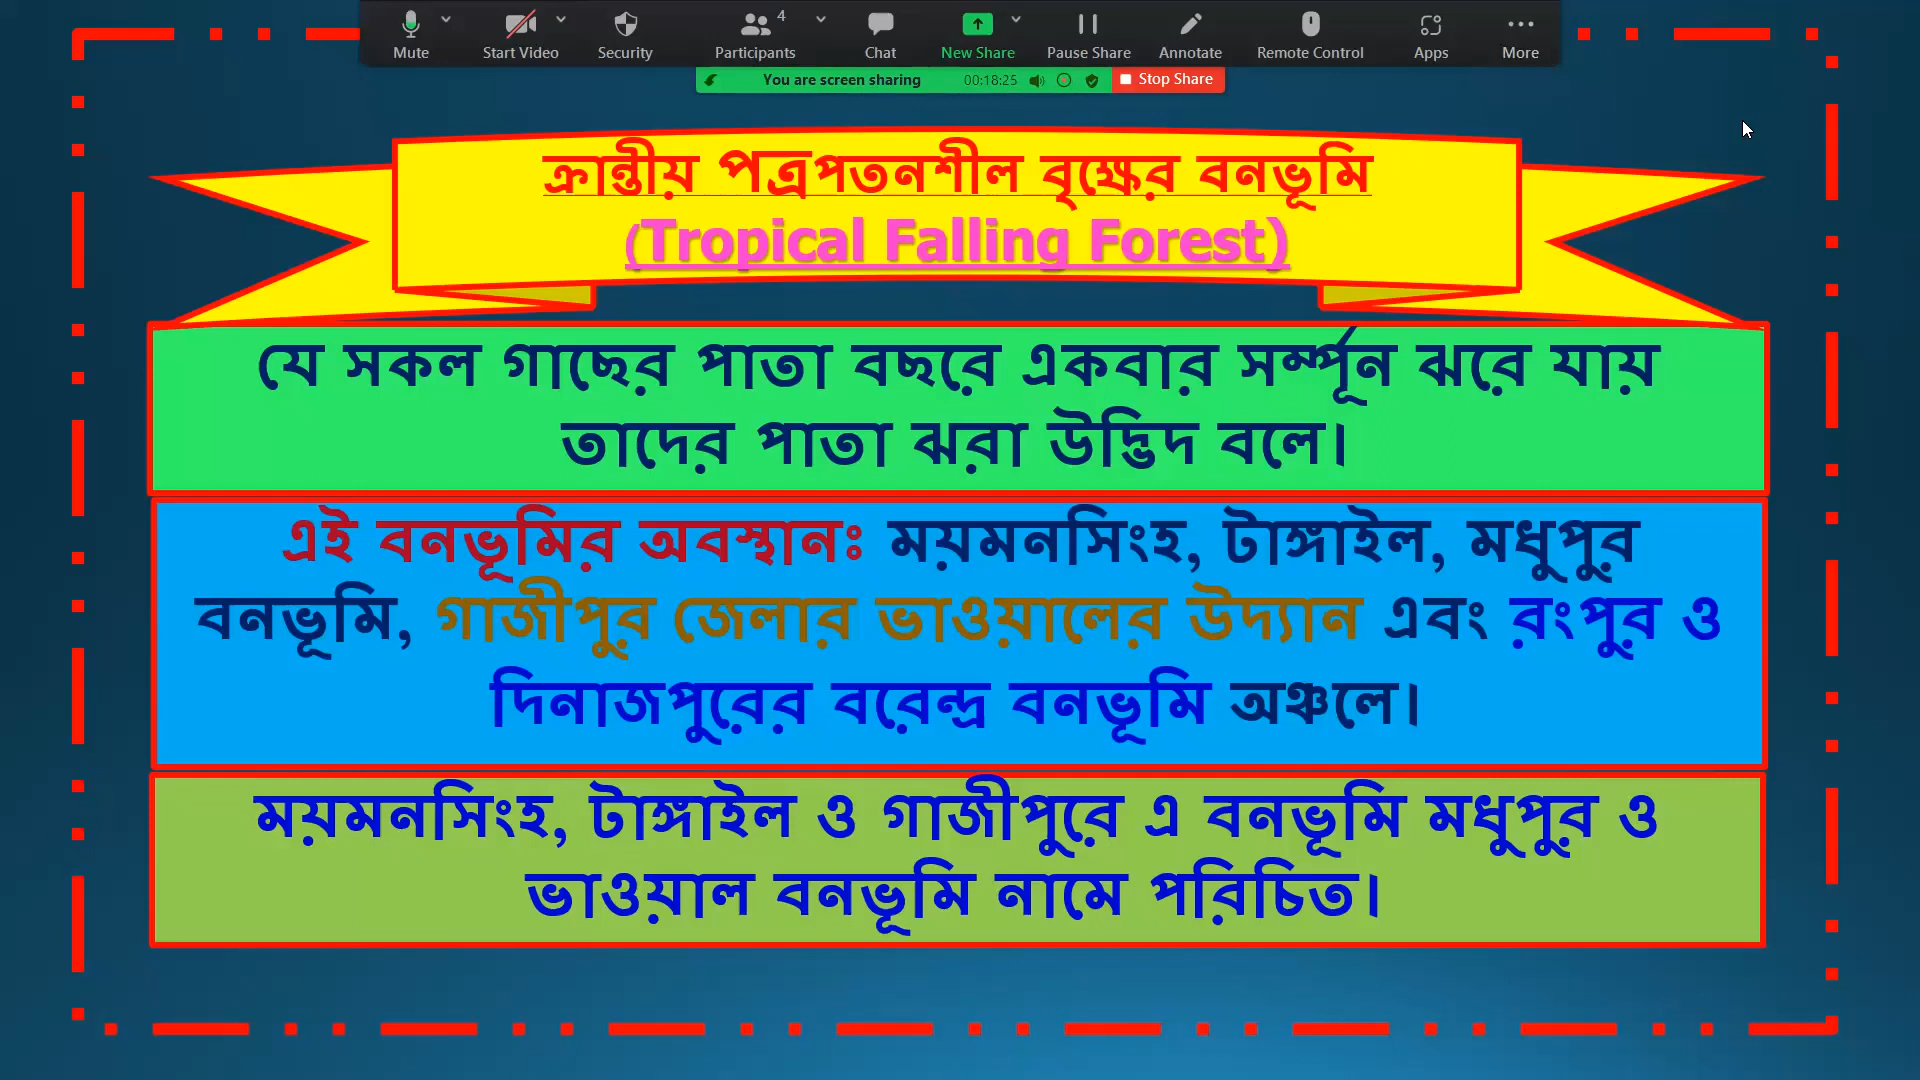 Mute
Start Video
Security
Participants 4
Chat
New Share
Pause Share
Annotate
Remote Control
Apps
More
You are screen sharing 00:18:25 Stop Share
ক্রান্তীয় পত্রপতনশীল বৃক্ষের বনভূমি
(Tropical Falling Forest)
যে সকল গাছের পাতা বছরে একবার সর্ম্পূন ঝরে যায়
তাদের পাতা ঝরা উদ্ভিদ বলে।
এই বনভূমির অবস্থানঃ ময়মনসিংহ, টাঙ্গাইল, মধুপুর
বনভূমি, গাজীপুর জেলার ভাওয়ালের উদ্যান এবং রংপুর ও
দিনাজপুরের বরেন্দ্র বনভূমি অঞ্চলে।
ময়মনসিংহ, টাঙ্গাইল ও গাজীপুরে এ বনভূমি মধুপুর ও
ভাওয়াল বনভূমি নামে পরিচিত।